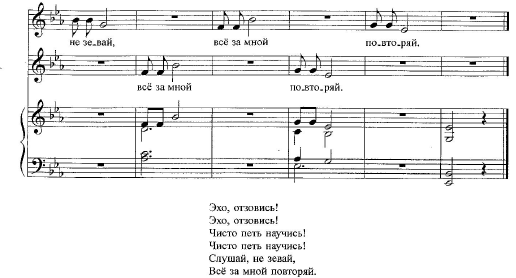 не зе-вай, всё за мной по-вто-ряй.
всё за мной по-вто-ряй.
Эхо, отзовись!
Эхо, отзовись!
Чисто петь научись!
Чисто петь научись!
Слушай, не зевай,
Всё за мной повторяй.